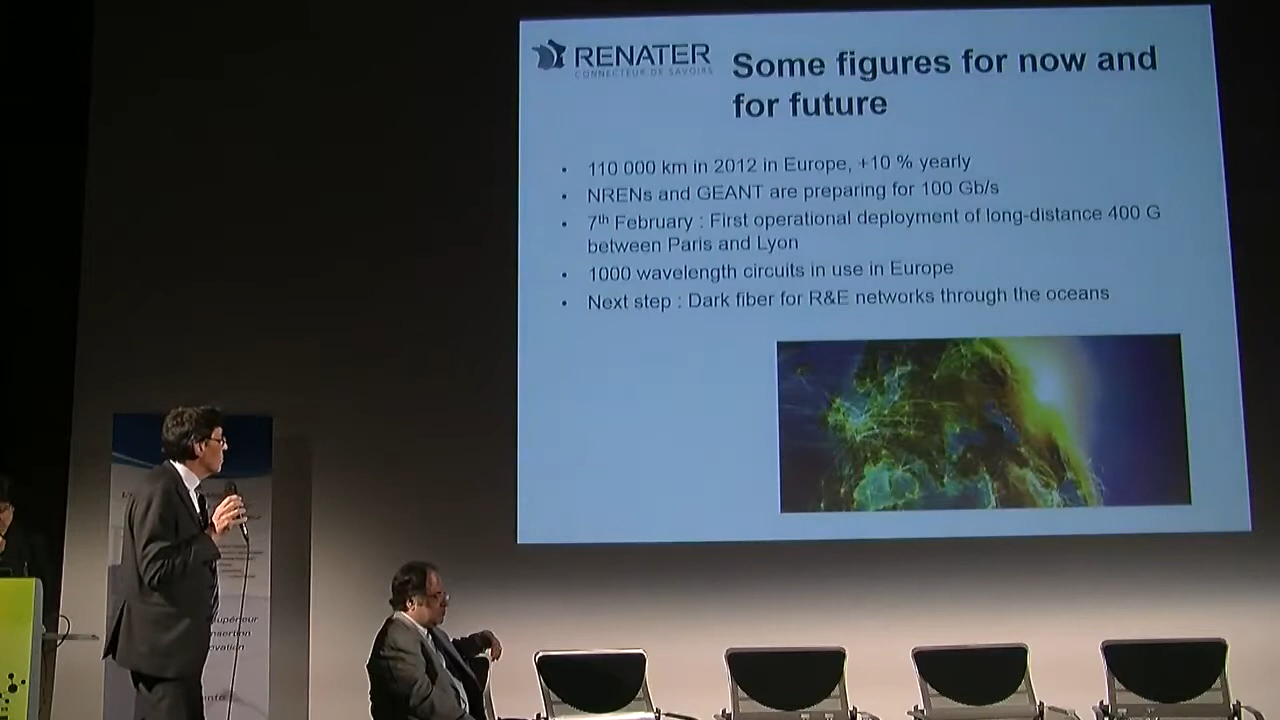 RENATER
CONNECTEUR DE SAVOIRS
Some figures for now and
for future
• 110 000 km in 2012 in Europe, +10 % yearly
• NRENs and GEANT are preparing for 100 Gb/s
• 7th February : First operational deployment of long-distance 400 G
between Paris and Lyon
• 1000 wavelength circuits in use in Europe
• Next step : Dark fiber for R&E networks through the oceans